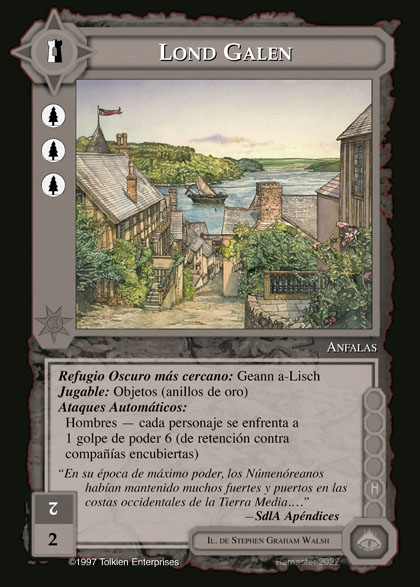 Lond Galen
Anfalas
Refugio Oscuro más cercano: Geann a-Lisch
Jugable: Objetos (anillos de oro)
Ataques Automáticos:
Hombres — cada personaje se enfrenta a
1 golpe de poder 6 (de retención contra
compañías encubiertas)
“En su época de máximo poder, los Númenóreanos
habían mantenido muchos fuertes y puertos en las
costas occidentales de la Tierra Media.…”
—SdlA Apéndices
H
2
2
Il. de Stephen Graham Walsh
©1997 Tolkien Enterprises
Remaster 2022